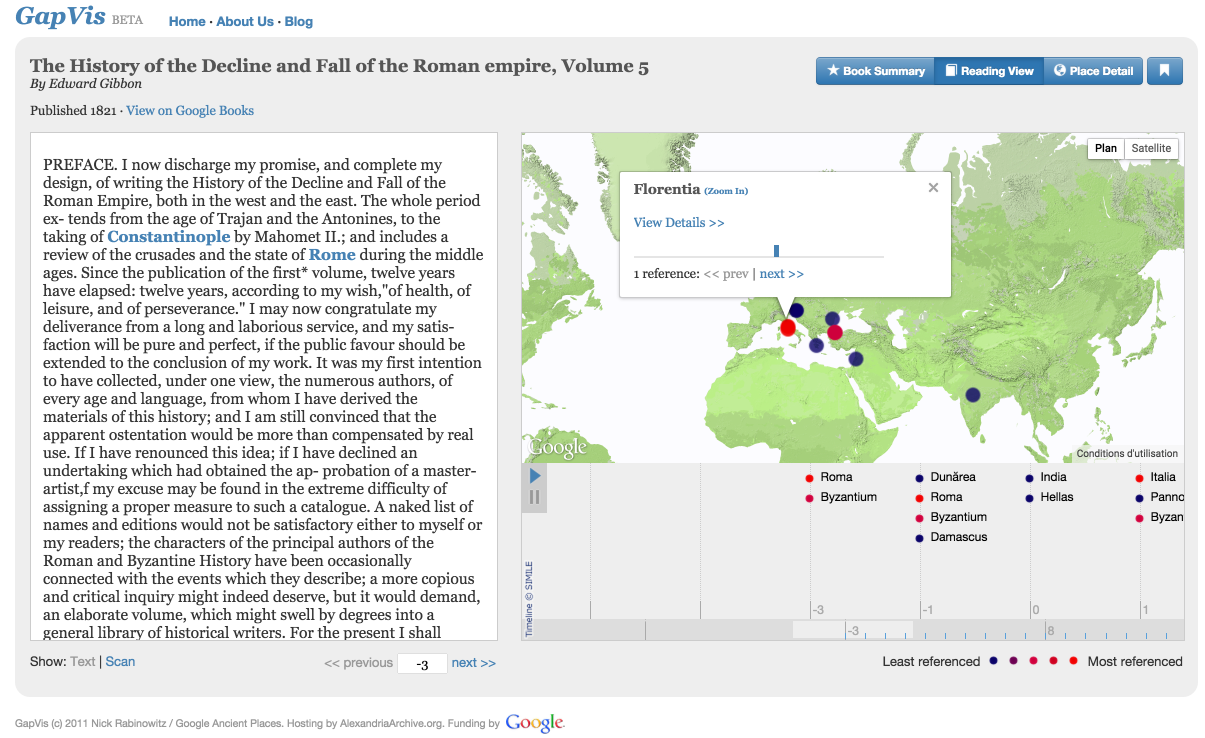 GapVis BETA Home · About Us · Blog
The History of the Decline and Fall of the Roman empire, Volume 5
By Edward Gibbon
Published 1821 · View on Google Books
Book Summary Reading View Place Detail
PREFACE. I now discharge my promise, and complete my
design, of writing the History of the Decline and Fall of the
Roman Empire, both in the west and the east. The whole period
ex- tends from the age of Trajan and the Antonines, to the
taking of Constantinople by Mahomet II.; and includes a
review of the crusades and the state of Rome during the middle
ages. Since the publication of the first* volume, twelve years
have elapsed: twelve years, according to my wish,"of health, of
leisure, and of perseverance." I may now congratulate my
deliverance from a long and laborious service, and my satis-
faction will be pure and perfect, if the public favour should be
extended to the conclusion of my work. It was my first intention
to have collected, under one view, the numerous authors, of
every age and language, from whom I have derived the
materials of this history; and I am still convinced that the
apparent ostentation would be more than compensated by real
use. If I have renounced this idea; if I have declined an
undertaking which had obtained the ap- probation of a master-
artist,f my excuse may be found in the extreme difficulty of
assigning a proper measure to such a catalogue. A naked list of
names and editions would not be satisfactory either to myself or
my readers; the characters of the principal authors of the
Roman and Byzantine History have been occasionally
connected with the events which they describe; a more copious
and critical inquiry might indeed deserve, but it would demand,
an elaborate volume, which might swell by degrees into a
general library of historical writers. For the present I shall
Show: Text | Scan
<< previous -3 next >>
Plan Satellite
Florentia (Zoom In)
View Details >>
1 reference: << prev | next >>
Google
Conditions d'utilisation
Roma Dunărea India Italia
Byzantium Roma Hellas Panno
Byzantium Byzan
Damascus
Timeline © SIMILE
-3 -1 0 1
-3 8
Least referenced Most referenced
GapVis (c) 2011 Nick Rabinowitz / Google Ancient Places. Hosting by AlexandriaArchive.org. Funding by Google.